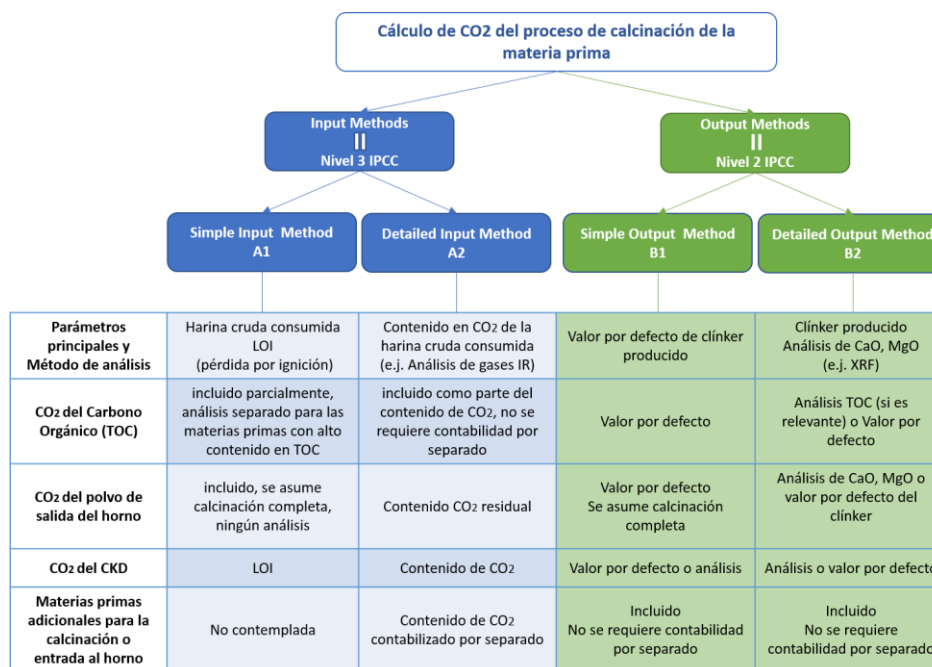 Cálculo de CO2 del proceso de calcinación de la
materia prima
Input Methods
Nivel 3 IPCC
Output Methods
Nivel 2 IPCC
Simple Input Method
A1
Detailed Input Method
A2
Simple Output Method
B1
Detailed Output Method
B2
Parámetros
principales y
Método de análisis
Harina cruda consumida
LOI
(pérdida por ignición)
Contenido en CO2 de la
harina cruda consumida
(e.j. Análisis de gases IR)
Valor por defecto de clínker
producido
Clínker producido
Análisis de CaO, MgO
(e.j. XRF)
CO2 del Carbono
Orgánico (TOC)
incluido parcialmente,
análisis separado para las
materias primas con alto
contenido en TOC
incluido como parte del
contenido de CO2, no se
requiere contabilidad por
separado
Valor por defecto
Análisis TOC (si es
relevante) o Valor por
defecto
CO2 del polvo de
salida del horno
incluido, se asume
calcinación completa,
ningún análisis
Contenido CO2 residual
Valor por defecto
Se asume calcinación
completa
Análisis de CaO, MgO o
valor por defecto del
clínker
CO2 del CKD
LOI
Contenido de CO2
Valor por defecto o análisis
Análisis o valor por defecto
Materias primas
adicionales para la
calcinación o
entrada al horno
No contemplada
Contenido de CO2
contabilizado por separado
Incluido
No se requiere contabilidad
por separado
Incluido
No se requiere
contabilidad por separado